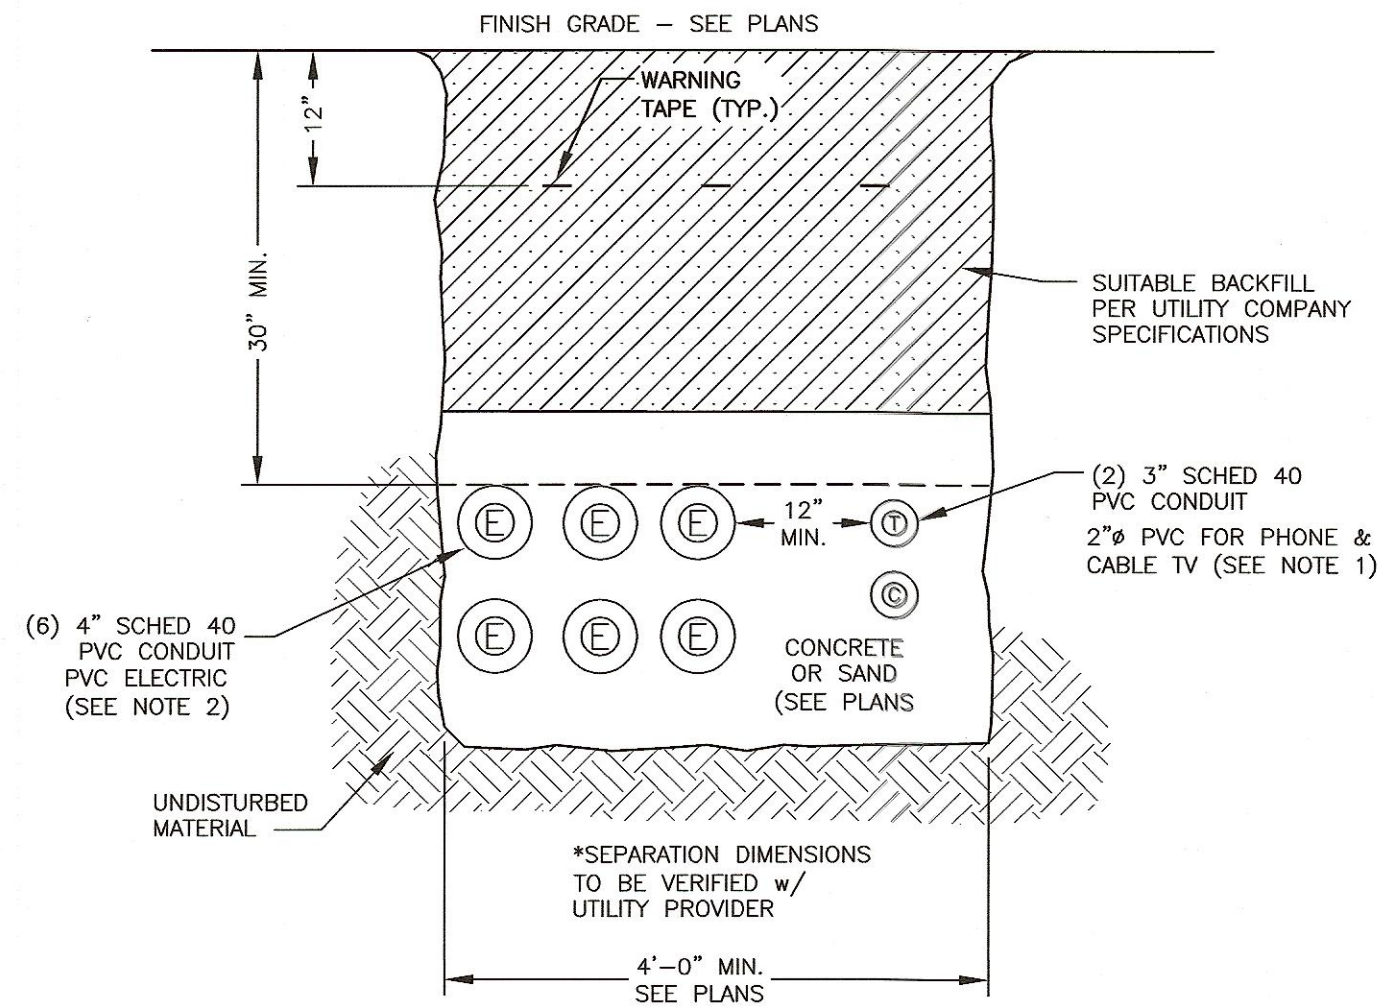 FINISH GRADE – SEE PLANS
12"
WARNING
TAPE (TYP.)
30" MIN.
SUITABLE BACKFILL
PER UTILITY COMPANY
SPECIFICATIONS
(2) 3" SCHED 40
PVC CONDUIT
2"ø PVC FOR PHONE &
CABLE TV (SEE NOTE 1)
E E E
12"
MIN.
T
C
E E E
(6) 4" SCHED 40
PVC CONDUIT
PVC ELECTRIC
(SEE NOTE 2)
CONCRETE
OR SAND
(SEE PLANS
UNDISTURBED
MATERIAL
*SEPARATION DIMENSIONS
TO BE VERIFIED w/
UTILITY PROVIDER
4'–0" MIN.
SEE PLANS